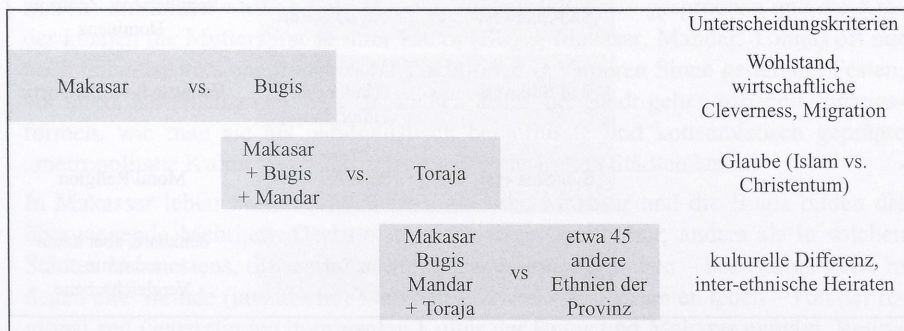 Unterscheidungskriterien
Makasar vs. Bugis
Wohlstand,
wirtschaftliche
Cleverness, Migration
Makasar
+ Bugis
+ Mandar
vs. Toraja
Glaube (Islam vs.
Christentum)
Makasar
Bugis
Mandar
+ Toraja
vs
etwa 45
andere
Ethnien der
Provinz
kulturelle Differenz,
inter-ethnische Heiraten